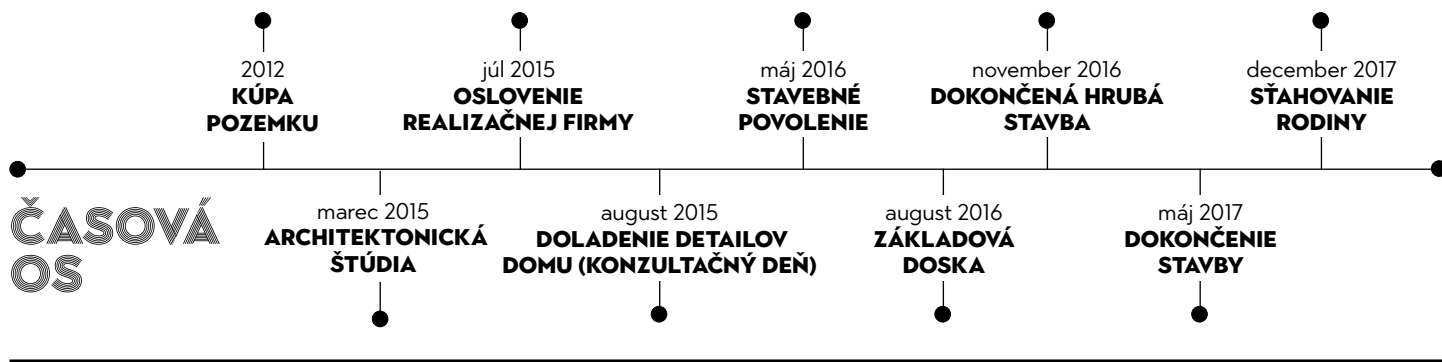 2012
KÚPA
POZEMKU
júl 2015
OSLOVENIE
REALIZAČNEJ FIRMY
máj 2016
STAVEBNÉ
POVOLENIE
november 2016
DOKONČENÁ HRUBÁ
STAVBA
december 2017
SŤAHOVANIE
RODINY
ČASOVÁ
OS
marec 2015
ARCHITEKTONICKÁ
ŠTÚDIA
august 2015
DOLADENIE DETAILOV
DOMU (KONZULTAČNÝ DEŇ)
august 2016
ZÁKLADOVÁ
DOSKA
máj 2017
DOKONČENIE
STAVBY